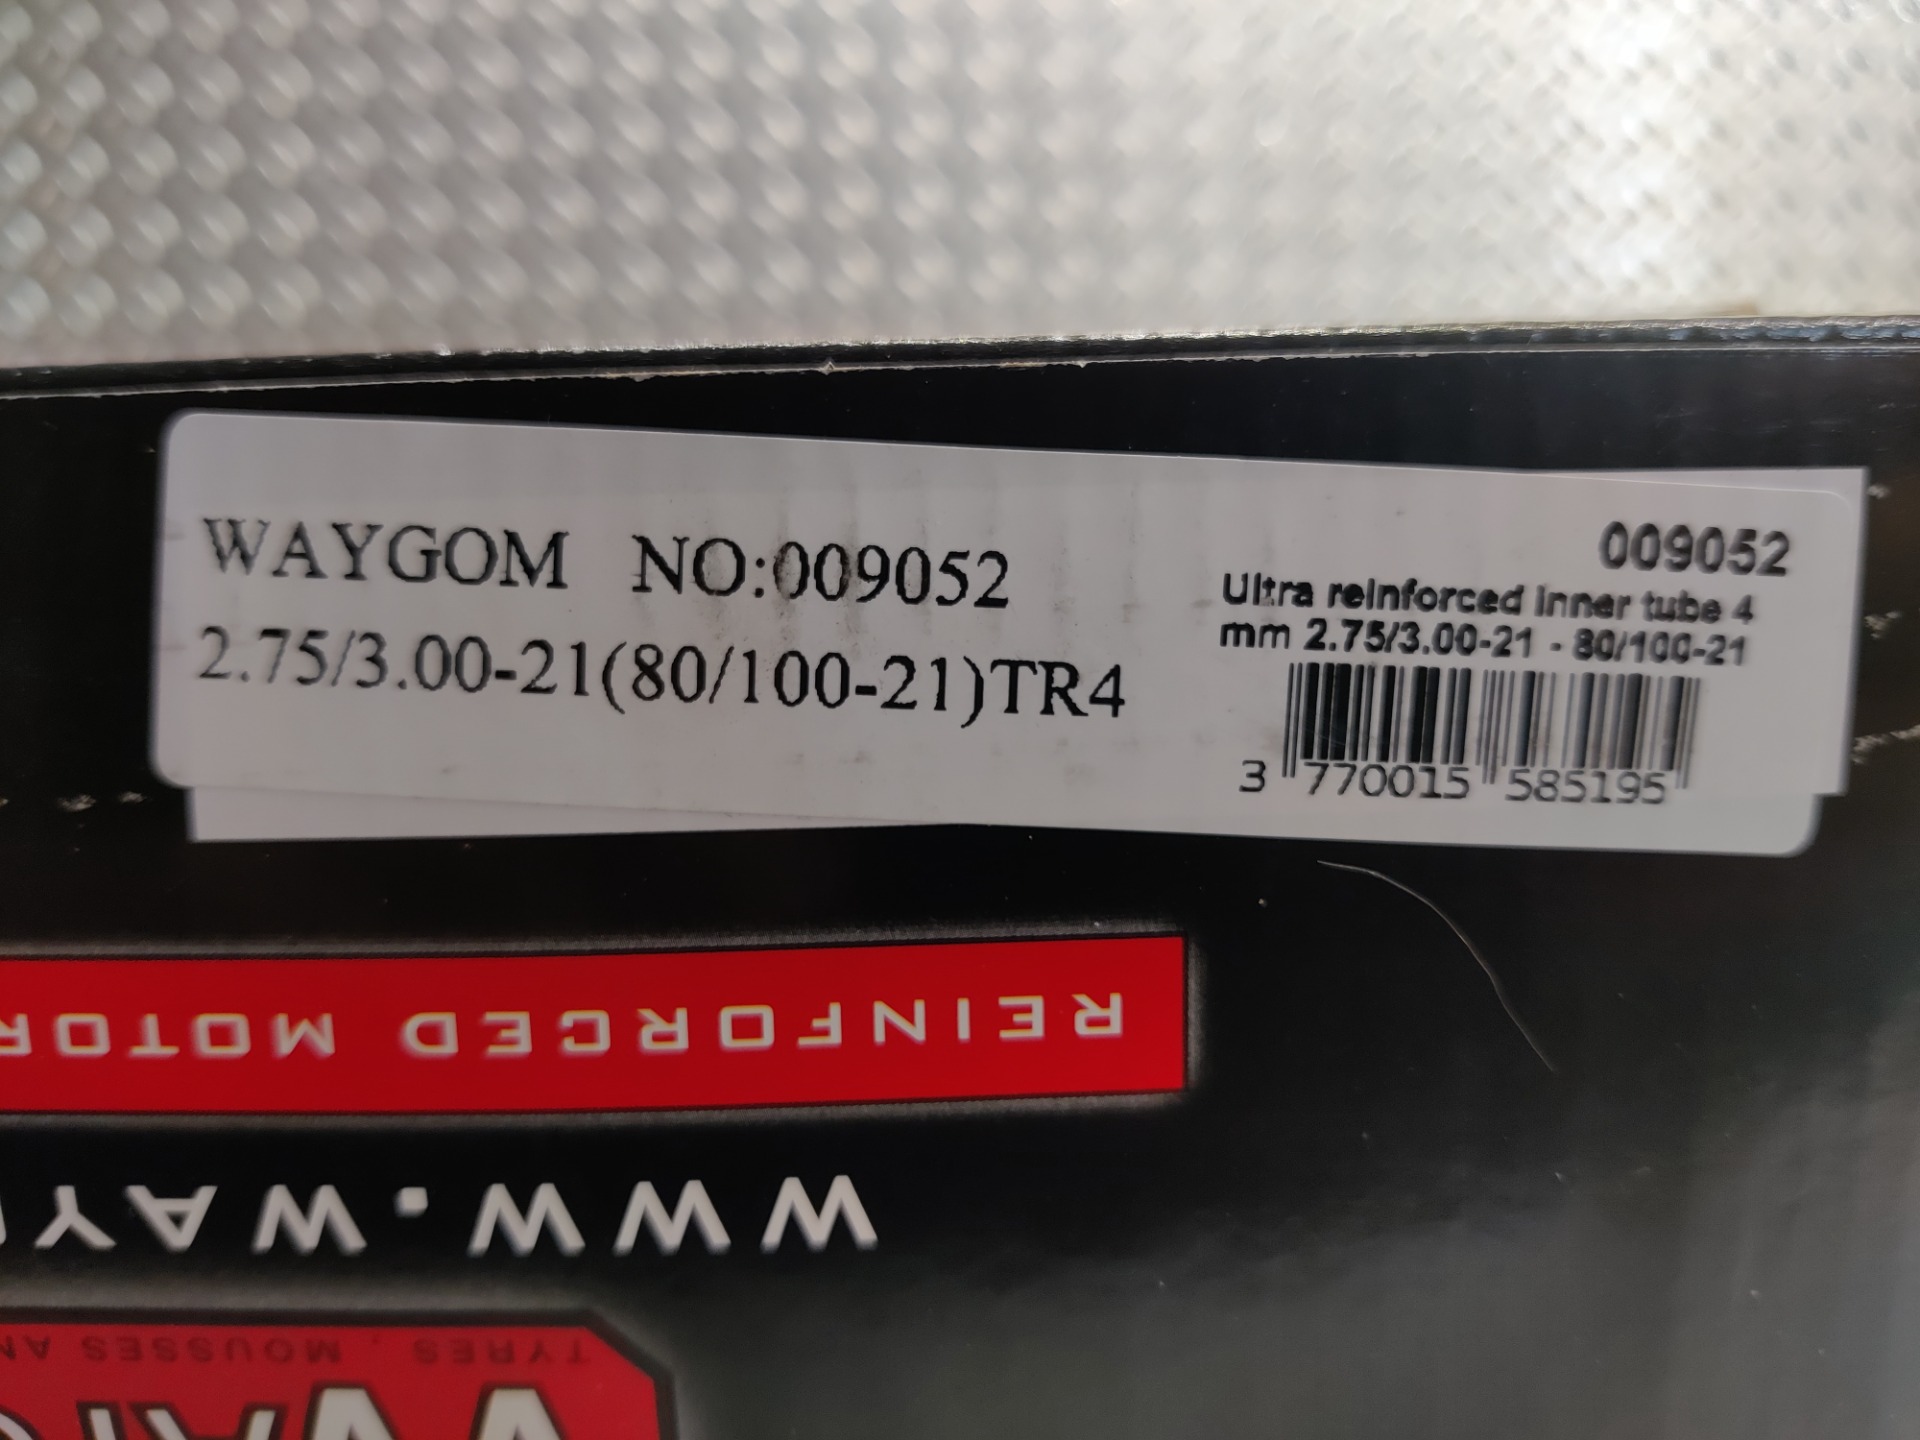 WAYGOM NO:009052
2.75/3.00-21(80/100-21)TR4
009052
Ultra reinforced inner tube 4
mm 2.75/3.00-21 - 80/100-21
3 770015 585195
REINFORCED MOTOR
WWW.WAY
TYRES, MOUSSES AN